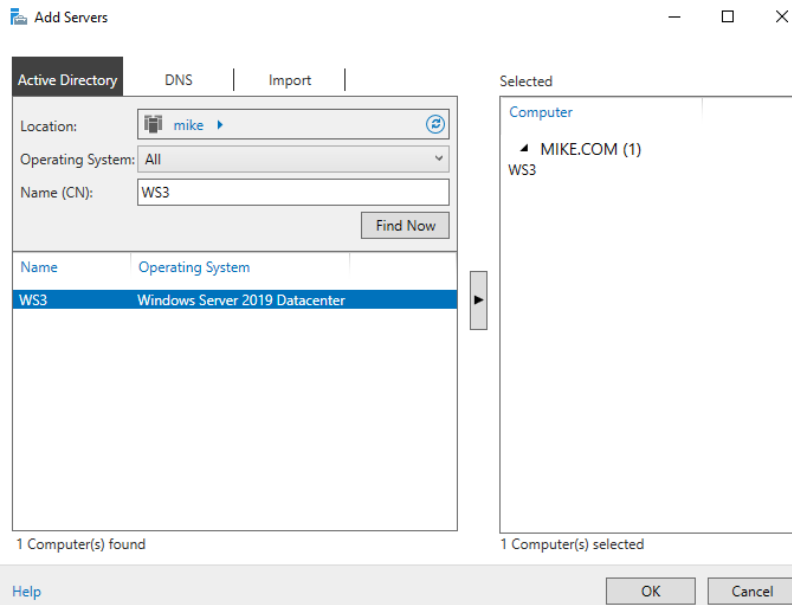 Add Servers
Active Directory DNS Import
Location: mike
Operating System: All
Name (CN): WS3
Find Now
Name Operating System
WS3 Windows Server 2019 Datacenter
1 Computer(s) found
Selected
Computer
MIKE.COM (1)
WS3
1 Computer(s) selected
Help
OK Cancel